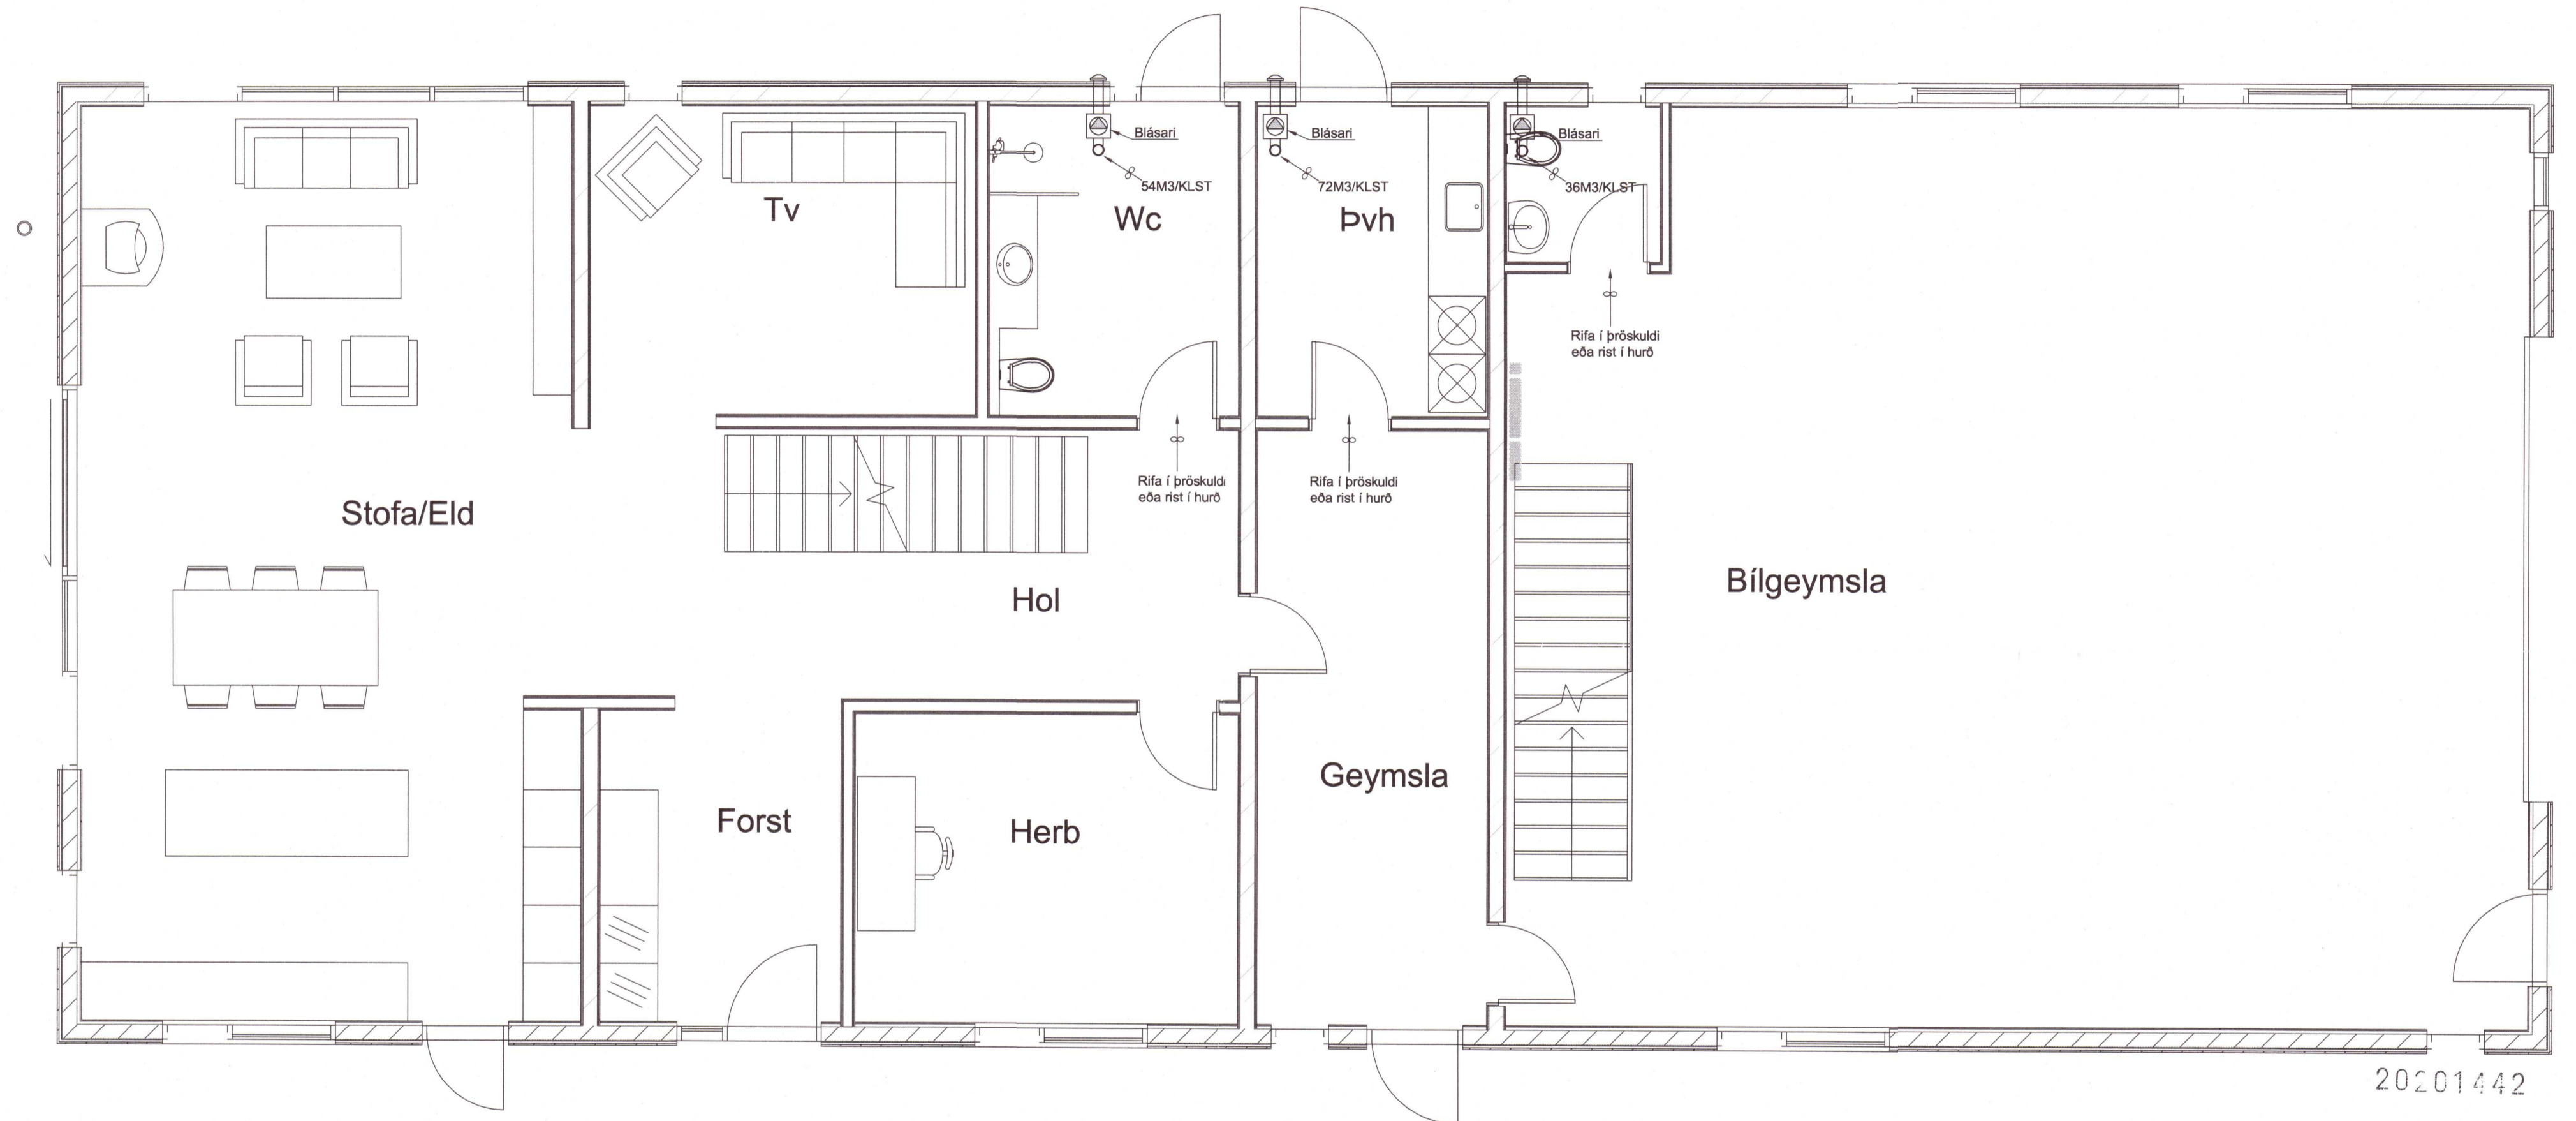 Blásari
54M3/KLST
Blásari
72M3/KLST
Blásari
36M3/KLST
Tv
Wc
Þvh
Rifa í þröskuldi
eða rist í hurð
Rifa í þröskuldi
eða rist í hurð
Rifa í þröskuldi
eða rist í hurð
Stofa/Eld
Hol
Bílgeymsla
Geymsla
Forst
Herb
20201442